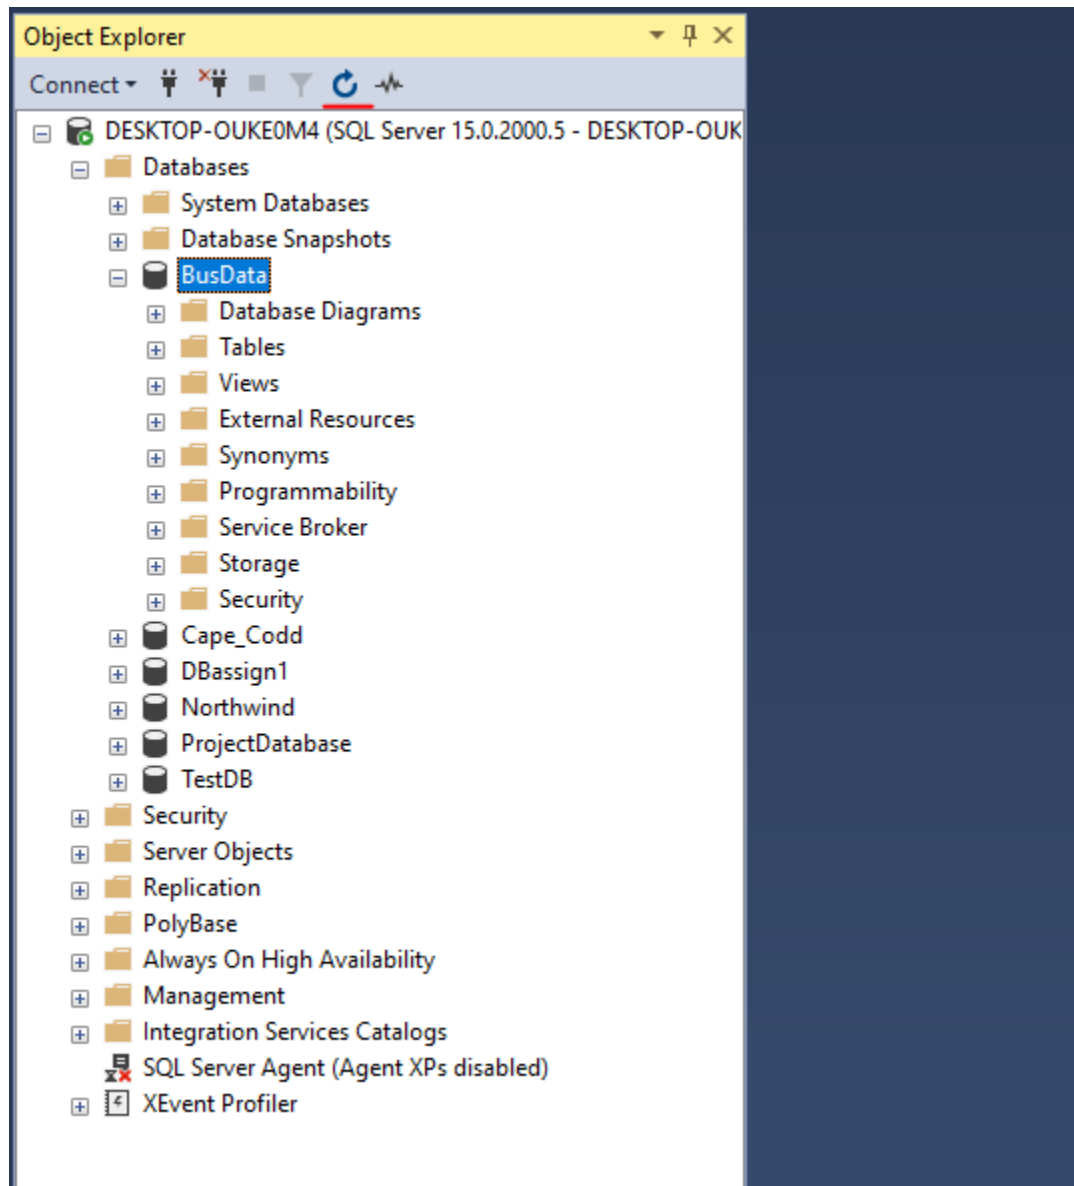 Object Explorer
Connect
DESKTOP-OUKE0M4 (SQL Server 15.0.2000.5 - DESKTOP-OUK
Databases
System Databases
Database Snapshots
BusData
Database Diagrams
Tables
Views
External Resources
Synonyms
Programmability
Service Broker
Storage
Security
Cape_Codd
DBassign1
Northwind
ProjectDatabase
TestDB
Security
Server Objects
Replication
PolyBase
Always On High Availability
Management
Integration Services Catalogs
SQL Server Agent (Agent XPs disabled)
XEvent Profiler